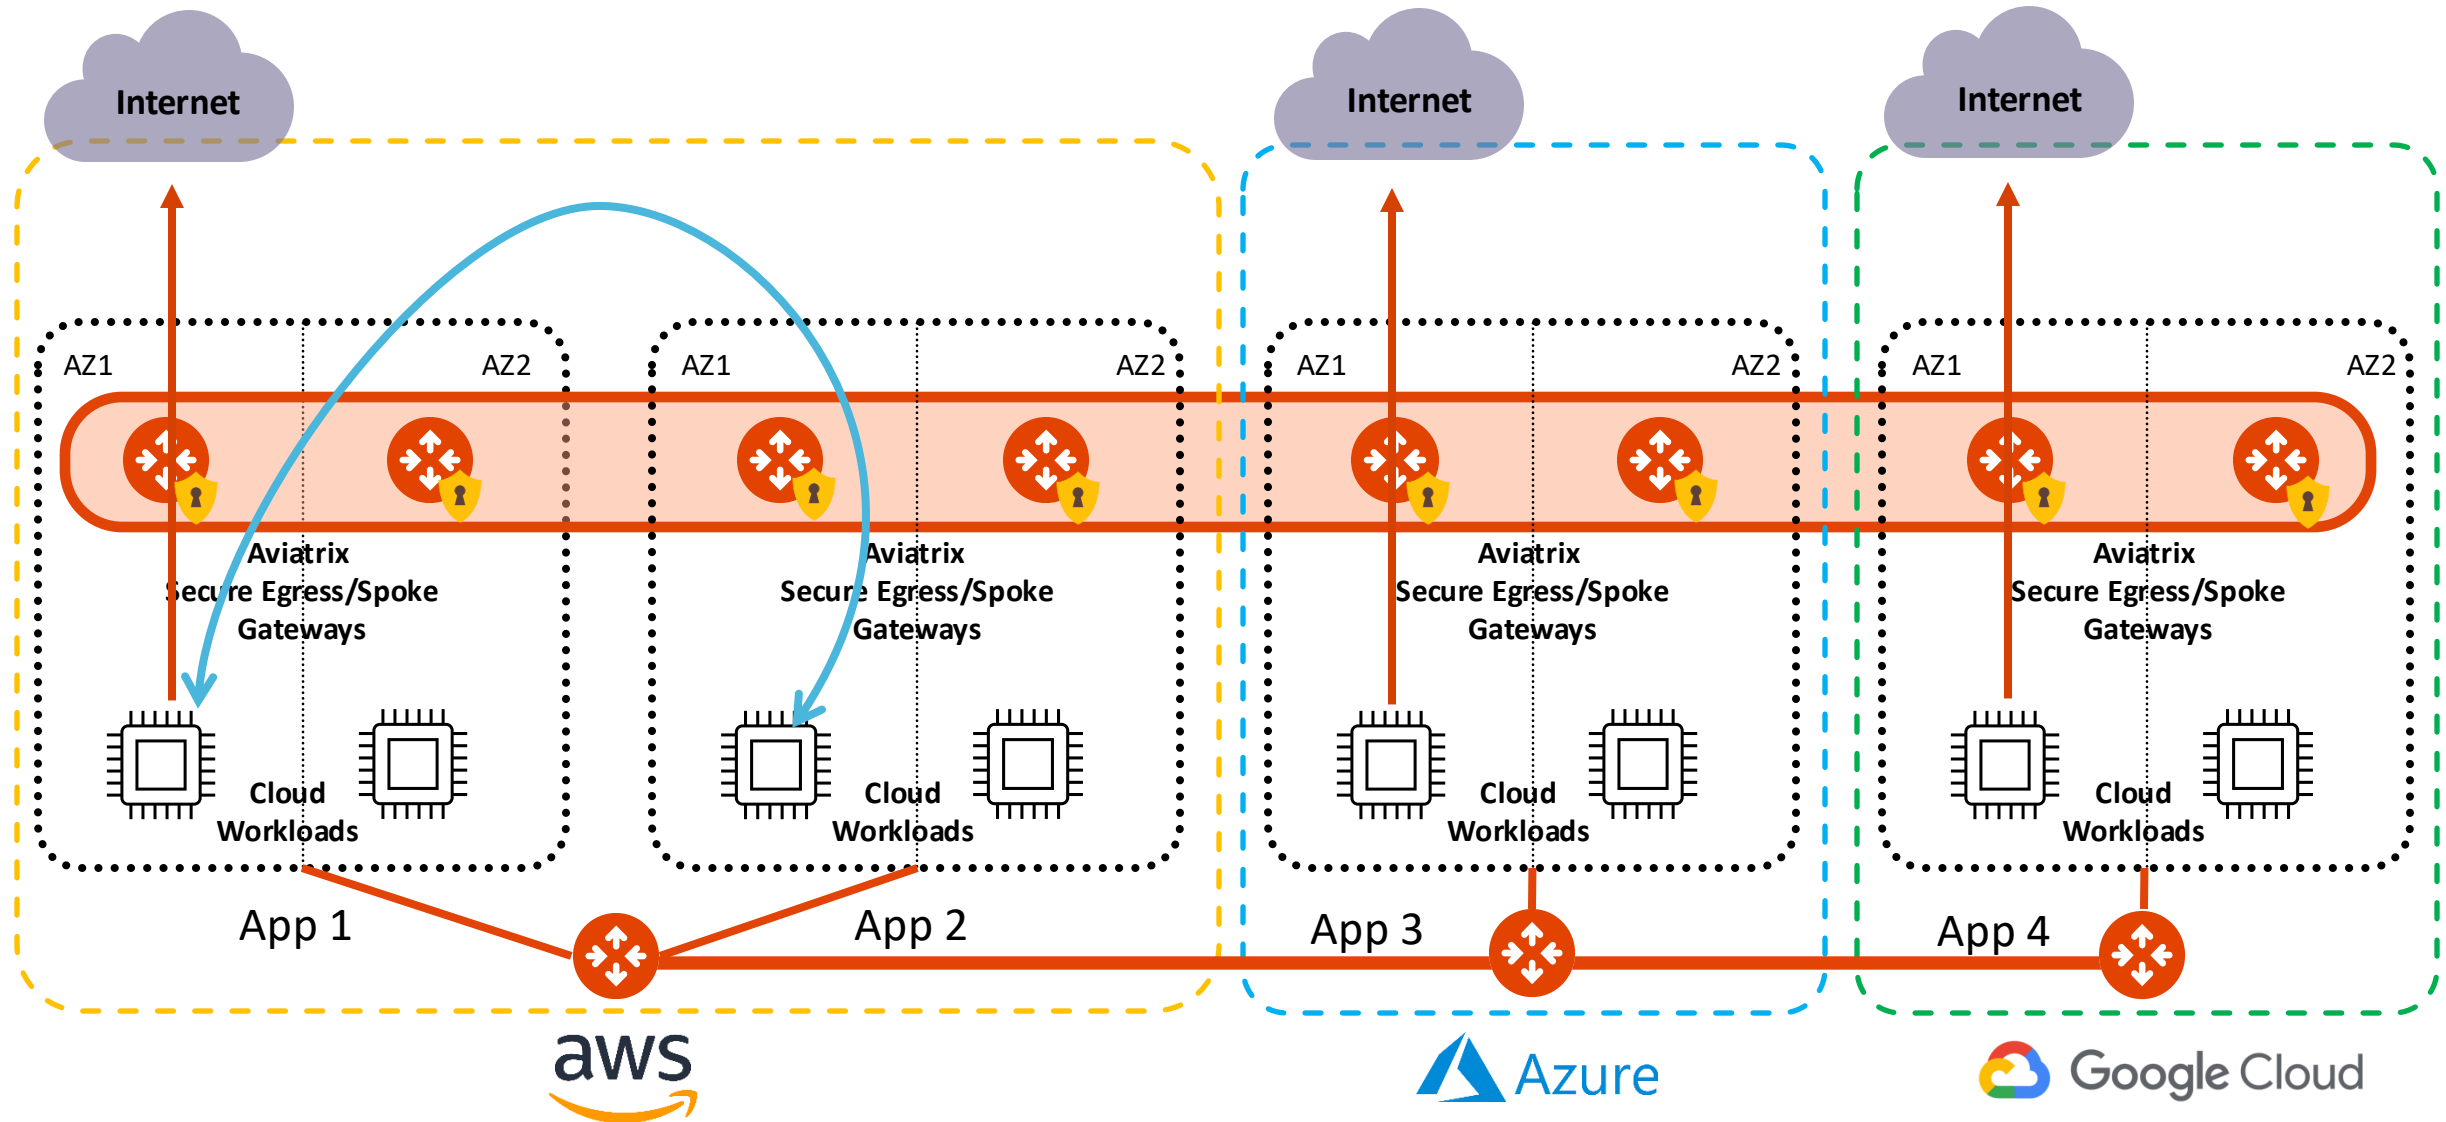 Internet
Internet
Internet
AZ1
AZ2
AZ1
AZ2
AZ1
AZ2
AZ1
AZ2
Aviatrix
Secure Egress/Spoke
Gateways
Aviatrix
Secure Egress/Spoke
Gateways
Aviatrix
Secure Egress/Spoke
Gateways
Aviatrix
Secure Egress/Spoke
Gateways
Cloud
Workloads
Cloud
Workloads
Cloud
Workloads
Cloud
Workloads
App 1
App 2
App 3
App 4
aws
Azure
Google Cloud